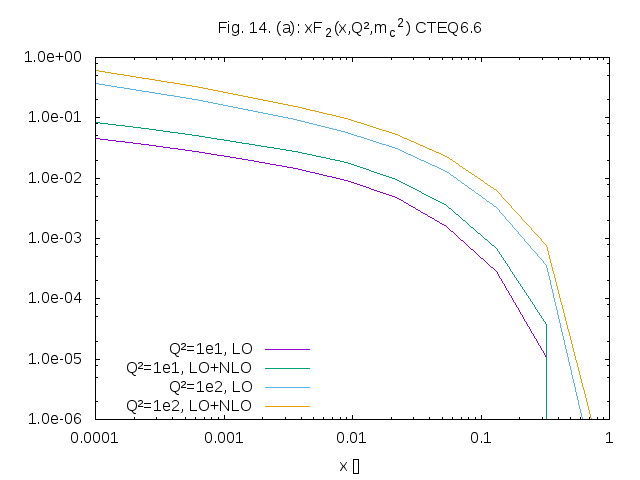 Fig. 14. (a): xF₂(x,Q²,m_c²) CTEQ6.6
1.0e+00
1.0e-01
1.0e-02
1.0e-03
1.0e-04
1.0e-05
1.0e-06
Q²=1e1, LO
Q²=1e1, LO+NLO
Q²=1e2, LO
Q²=1e2, LO+NLO
0.0001 0.001 0.01 0.1 1
x []